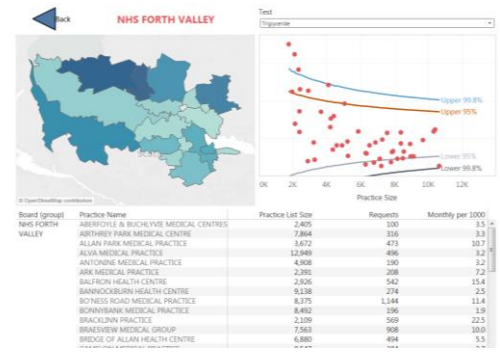 Back
NHS FORTH VALLEY
Test
Triglyceride
Upper 99.8%
Upper 95%
Lower 95%
Lower 99.8%
0K 2K 4K 6K 8K 10K 12K
Practice Size
© OpenStreetMap contributors
Board (group) Practice Name Practice List Size Requests Monthly per 1000
NHS FORTH VALLEY ABERFOYLE & BUCHLYVIE MEDICAL CENTRES 2,405 100 3.5
AIRTHREY PARK MEDICAL CENTRE 7,864 316 3.3
ALLAN PARK MEDICAL PRACTICE 3,672 473 10.7
ALVA MEDICAL PRACTICE 12,949 496 3.2
ANTONINE MEDICAL PRACTICE 4,908 190 3.2
ARK MEDICAL PRACTICE 2,391 208 7.2
BALFRON HEALTH CENTRE 2,926 542 15.4
BANNOCKBURN HEALTH CENTRE 9,138 274 2.5
BO'NESS ROAD MEDICAL PRACTICE 8,375 1,144 11.4
BONNYBANK MEDICAL PRACTICE 8,492 196 1.9
BRACKLINN PRACTICE 2,109 569 22.5
BRAESVIEW MEDICAL GROUP 7,563 908 10.0
BRIDGE OF ALLAN HEALTH CENTRE 6,880 494 5.5